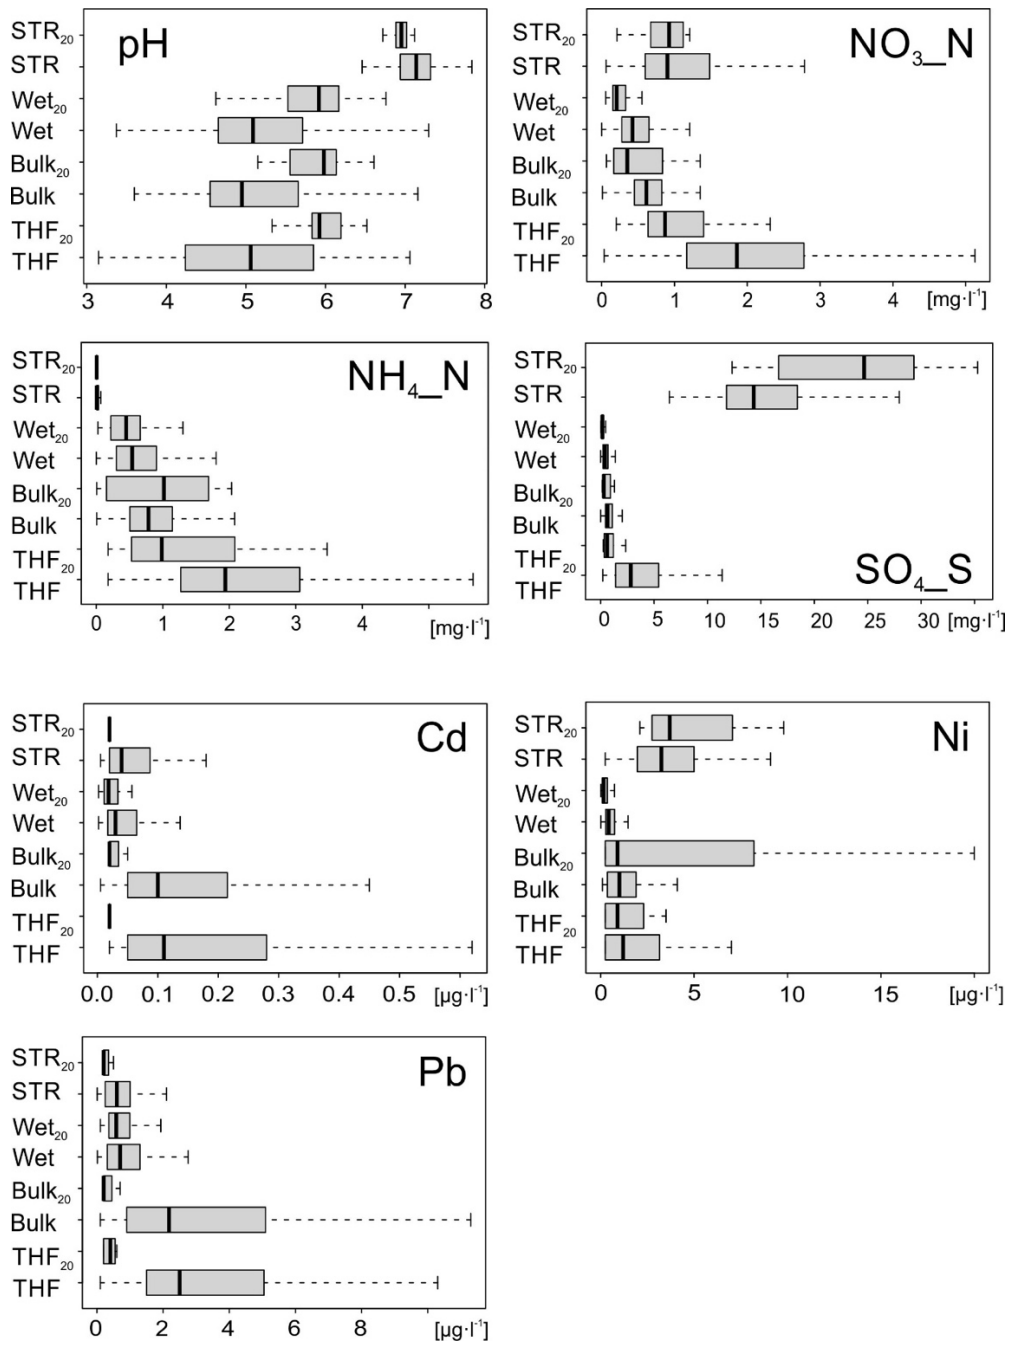 pH
STR20
STR
Wet20
Wet
Bulk20
Bulk
THF20
THF
3 4 5 6 7 8
NO3_N
STR20
STR
Wet20
Wet
Bulk20
Bulk
THF20
THF
0 1 2 3 4 [mg·l-1]
NH4_N
STR20
STR
Wet20
Wet
Bulk20
Bulk
THF20
THF
0 2 4 [mg·l-1]
SO4_S
STR20
STR
Wet20
Wet
Bulk20
Bulk
THF20
THF
0 5 10 15 20 25 30 [mg·l-1]
Cd
STR20
STR
Wet20
Wet
Bulk20
Bulk
THF20
THF
0.0 0.1 0.2 0.3 0.4 0.5 [µg·l-1]
Ni
STR20
STR
Wet20
Wet
Bulk20
Bulk
THF20
THF
0 5 10 15 [µg·l-1]
Pb
STR20
STR
Wet20
Wet
Bulk20
Bulk
THF20
THF
0 2 4 6 8 [µg·l-1]